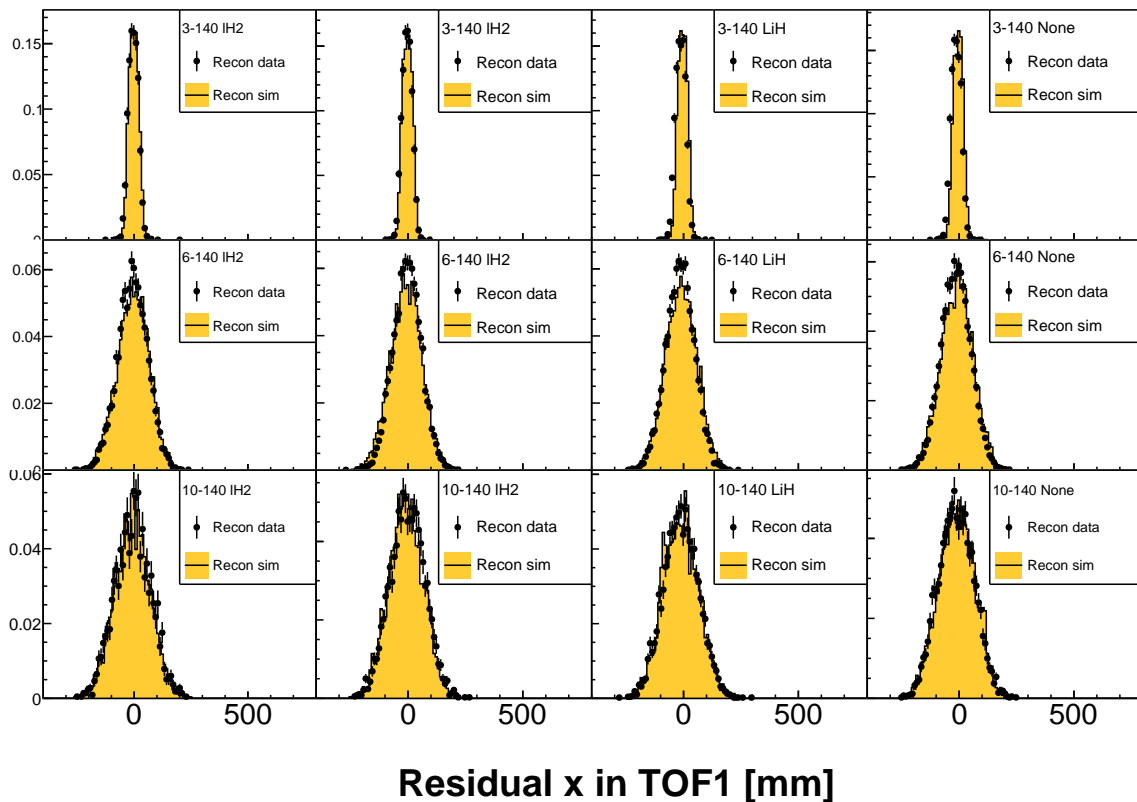 3-140 lH2
Recon data
Recon sim
3-140 lH2
Recon data
Recon sim
3-140 LiH
Recon data
Recon sim
3-140 None
Recon data
Recon sim
0.15
0.1
0.05
0
6-140 lH2
Recon data
Recon sim
6-140 lH2
Recon data
Recon sim
6-140 LiH
Recon data
Recon sim
6-140 None
Recon data
Recon sim
0.06
0.04
0.02
0
10-140 lH2
Recon data
Recon sim
10-140 lH2
Recon data
Recon sim
10-140 LiH
Recon data
Recon sim
10-140 None
Recon data
Recon sim
0.06
0.04
0.02
0
0 500 0 500 0 500 0 500
Residual x in TOF1 [mm]